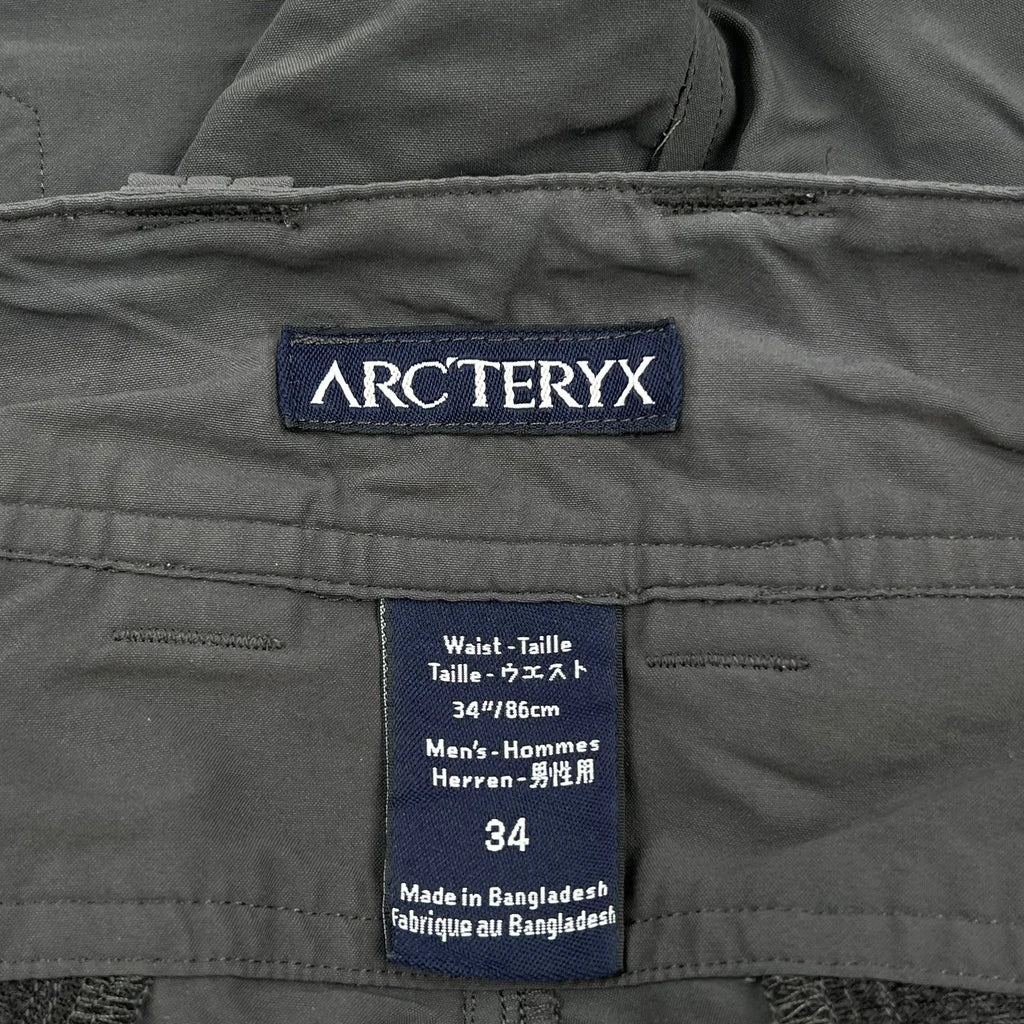 ARC'TERYX
Waist - Taille
Taille - ウエスト
34"/86cm
Men's - Hommes
Herren - 男性用
34
Made in Bangladesh
Fabrique au Bangladesh